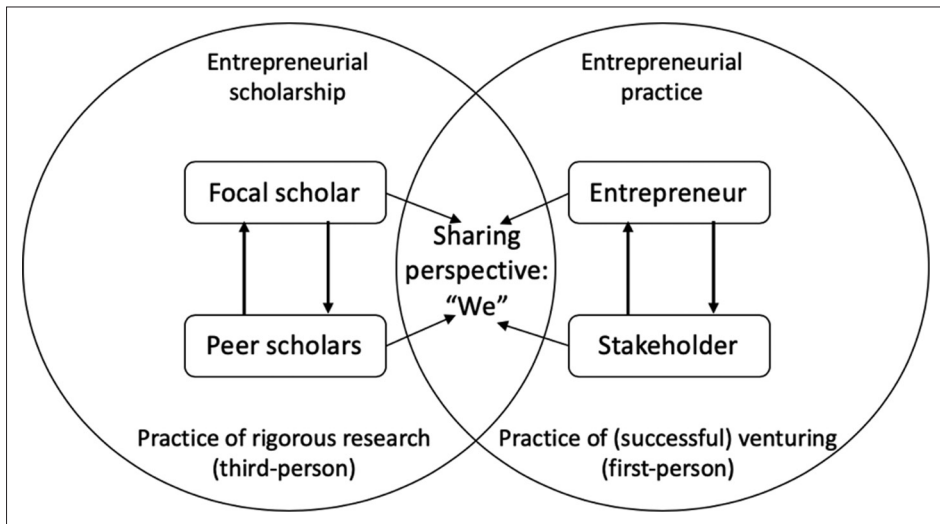 Entrepreneurial
scholarship
Entrepreneurial
practice
Focal scholar
Entrepreneur
Sharing
perspective:
“We”
Peer scholars
Stakeholder
Practice of rigorous research
(third-person)
Practice of (successful) venturing
(first-person)